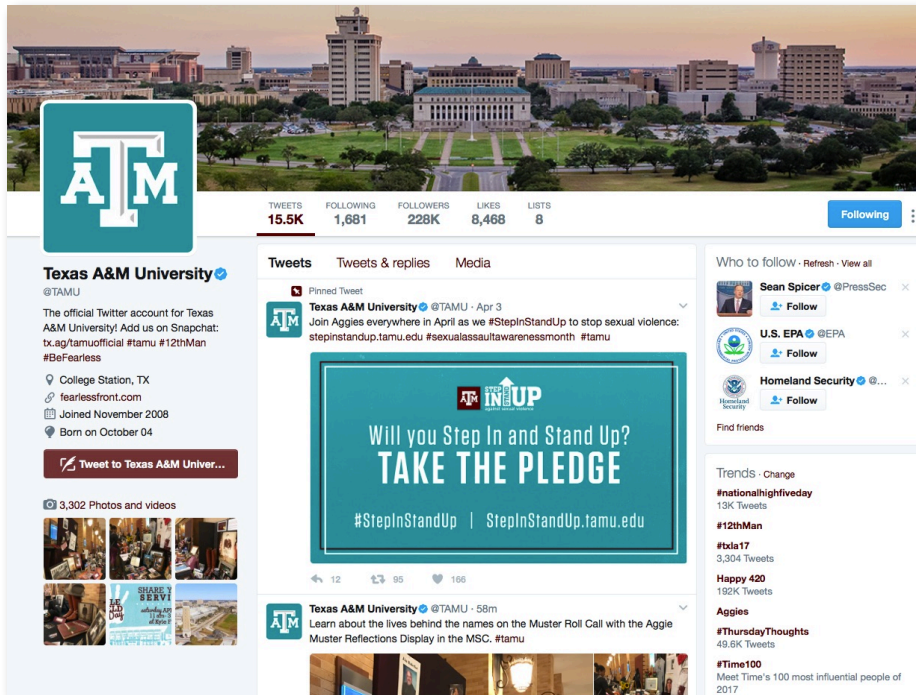 TWEETS
15.5K
FOLLOWING
1,681
FOLLOWERS
228K
LIKES
8,468
LISTS
8
Following
A T M
Texas A&M University
@TAMU
The official Twitter account for Texas
A&M University! Add us on Snapchat:
tx.ag/tamuofficial #tamu #12thMan
#BeFearless
College Station, TX
fearlessfront.com
Joined November 2008
Born on October 04
Tweet to Texas A&M Univer...
3,302 Photos and videos
SHARE Y
SERVI
Tweets Tweets & replies Media
Pinned Tweet
A T M
Texas A&M University @TAMU · Apr 3
Join Aggies everywhere in April as we #StepInStandUp to stop sexual violence:
stepinstandup.tamu.edu #sexualassaultawarenessmonth #tamu
A T M
STEP
IN
STAND
UP
against sexual violence
Will you Step In and Stand Up?
TAKE THE PLEDGE
#StepInStandUp | StepInStandUp.tamu.edu
12 95 166
A T M
Texas A&M University @TAMU · 58m
Learn about the lives behind the names on the Muster Roll Call with the Aggie
Muster Reflections Display in the MSC. #tamu
Who to follow · Refresh · View all
Sean Spicer @PressSec
Follow
U.S. EPA @EPA
Follow
Homeland Security @...
Follow
Homeland
Security
Find friends
Trends · Change
#nationalhighfiveday
13K Tweets
#12thMan
#txla17
3,304 Tweets
Happy 420
192K Tweets
Aggies
#ThursdayThoughts
49.6K Tweets
#Time100
Meet Time's 100 most influential people of
2017